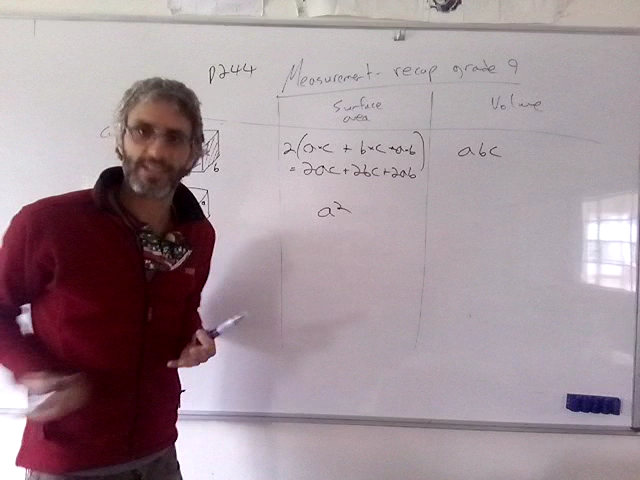 p244 Measurement - recap grade 9
Surface
area
Volume
2(a×c + b×c + a×b)
= 2ac + 2bc + 2ab
abc
b
a²
a